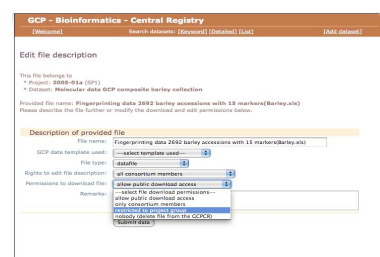 GCP - Bioinformatics - Central Registry
[Welcome] Search datasets: [Keyword] [Detailed] [List] [Add dataset]
Edit file description
This file belongs to
* Project: 2005-01a (SP1)
* Dataset: Molecular data GCP composite barley collection
Provided file name: Fingerprinting data 2692 barley accessions with 15 markers(Barley.xls)
Please describe the file further or modify the download and edit permissions below.
Description of provided file
File name: Fingerprinting data 2692 barley accessions with 15 markers(Barley.xls)
GCP data template used: ---select template used---
File type: datafile
Rights to edit file description: all consortium members
Permissions to download file: allow public download access
---select file download permissions---
allow public download access
only consortium members
restricted to project group
nobody (delete file from the GCPCR)
Remarks:
Submit data